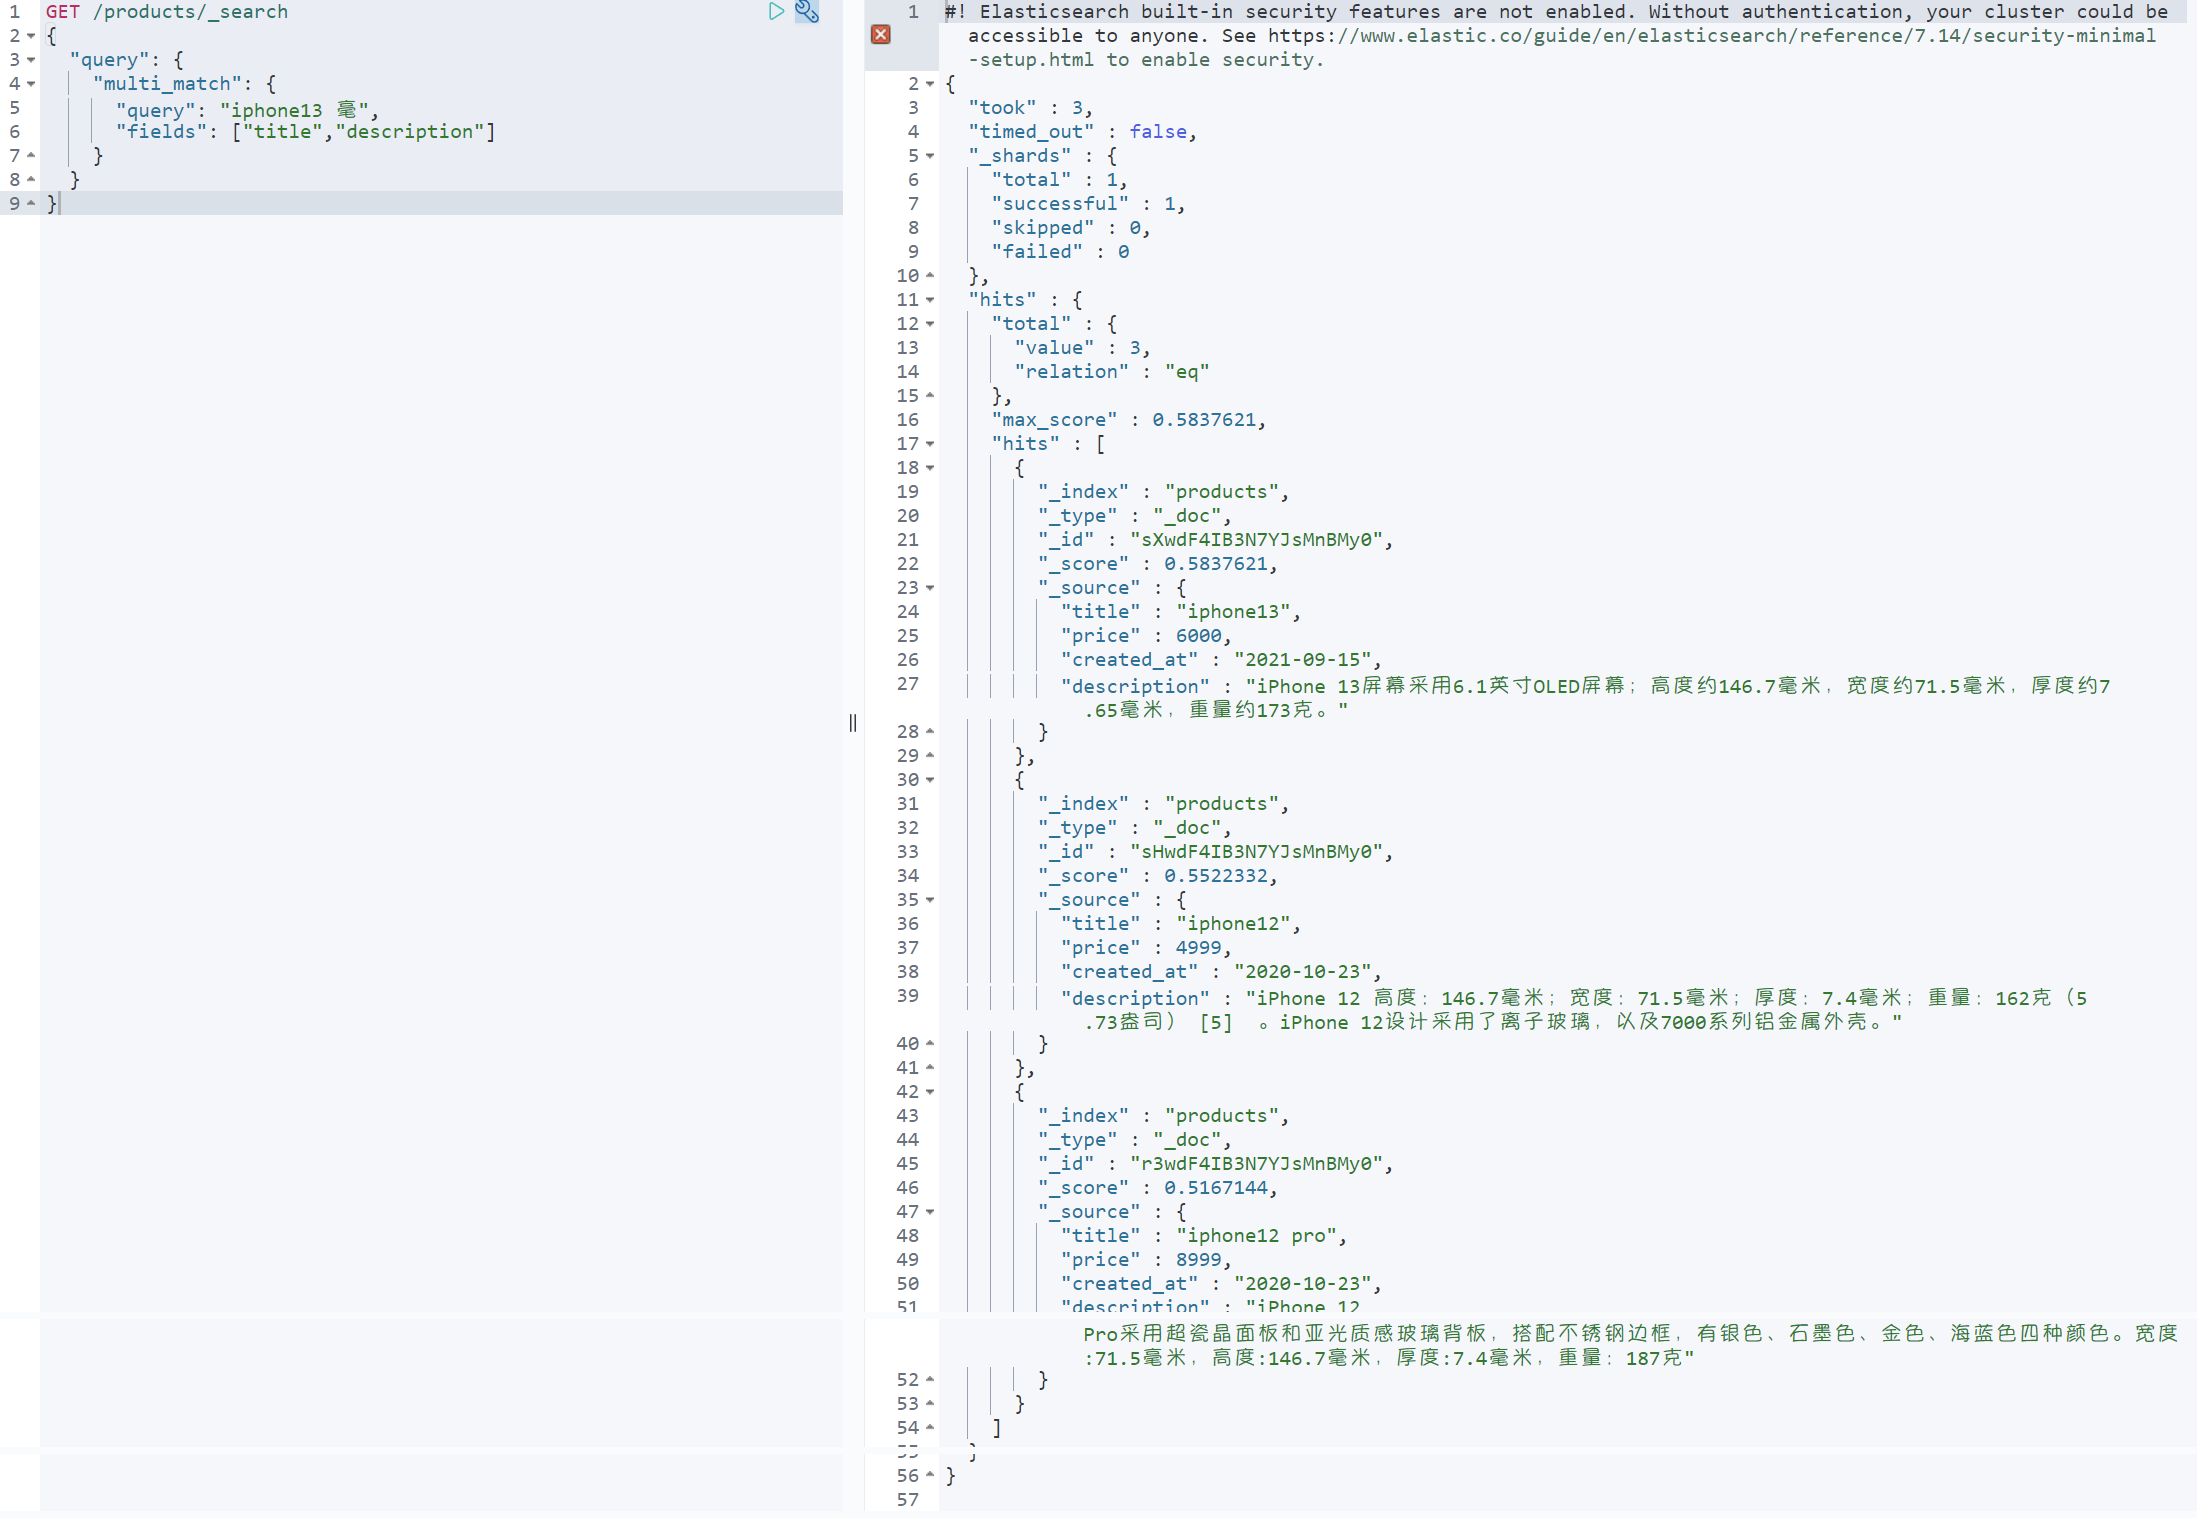 1 GET /products/_search
2 {
3 "query": {
4 "multi_match": {
5 "query": "iphone13 毫",
6 "fields": ["title","description"]
7 }
8 }
9 }
1 #! Elasticsearch built-in security features are not enabled. Without authentication, your cluster could be
accessible to anyone. See https://www.elastic.co/guide/en/elasticsearch/reference/7.14/security-minimal
-setup.html to enable security.
2 {
3 "took" : 3,
4 "timed_out" : false,
5 "_shards" : {
6 "total" : 1,
7 "successful" : 1,
8 "skipped" : 0,
9 "failed" : 0
10 },
11 "hits" : {
12 "total" : {
13 "value" : 3,
14 "relation" : "eq"
15 },
16 "max_score" : 0.5837621,
17 "hits" : [
18 {
19 "_index" : "products",
20 "_type" : "_doc",
21 "_id" : "sXwdF4IB3N7YJsMnBMy0",
22 "_score" : 0.5837621,
23 "_source" : {
24 "title" : "iphone13",
25 "price" : 6000,
26 "created_at" : "2021-09-15",
27 "description" : "iPhone 13屏幕采用6.1英寸OLED屏幕；高度约146.7毫米，宽度约71.5毫米，厚度约7
.65毫米，重量约173克。"
28 }
29 },
30 {
31 "_index" : "products",
32 "_type" : "_doc",
33 "_id" : "sHwdF4IB3N7YJsMnBMy0",
34 "_score" : 0.5522332,
35 "_source" : {
36 "title" : "iphone12",
37 "price" : 4999,
38 "created_at" : "2020-10-23",
39 "description" : "iPhone 12 高度：146.7毫米；宽度：71.5毫米；厚度：7.4毫米；重量：162克（5
.73盎司） [5]  。iPhone 12设计采用了离子玻璃，以及7000系列铝金属外壳。"
40 }
41 },
42 {
43 "_index" : "products",
44 "_type" : "_doc",
45 "_id" : "r3wdF4IB3N7YJsMnBMy0",
46 "_score" : 0.5167144,
47 "_source" : {
48 "title" : "iphone12 pro",
49 "price" : 8999,
50 "created_at" : "2020-10-23",
51 "description" : "iPhone 12
Pro采用超瓷晶面板和亚光质感玻璃背板，搭配不锈钢边框，有银色、石墨色、金色、海蓝色四种颜色。宽度
:71.5毫米，高度:146.7毫米，厚度:7.4毫米，重量：187克"
52 }
53 }
54 ]
55 }
56 }
57